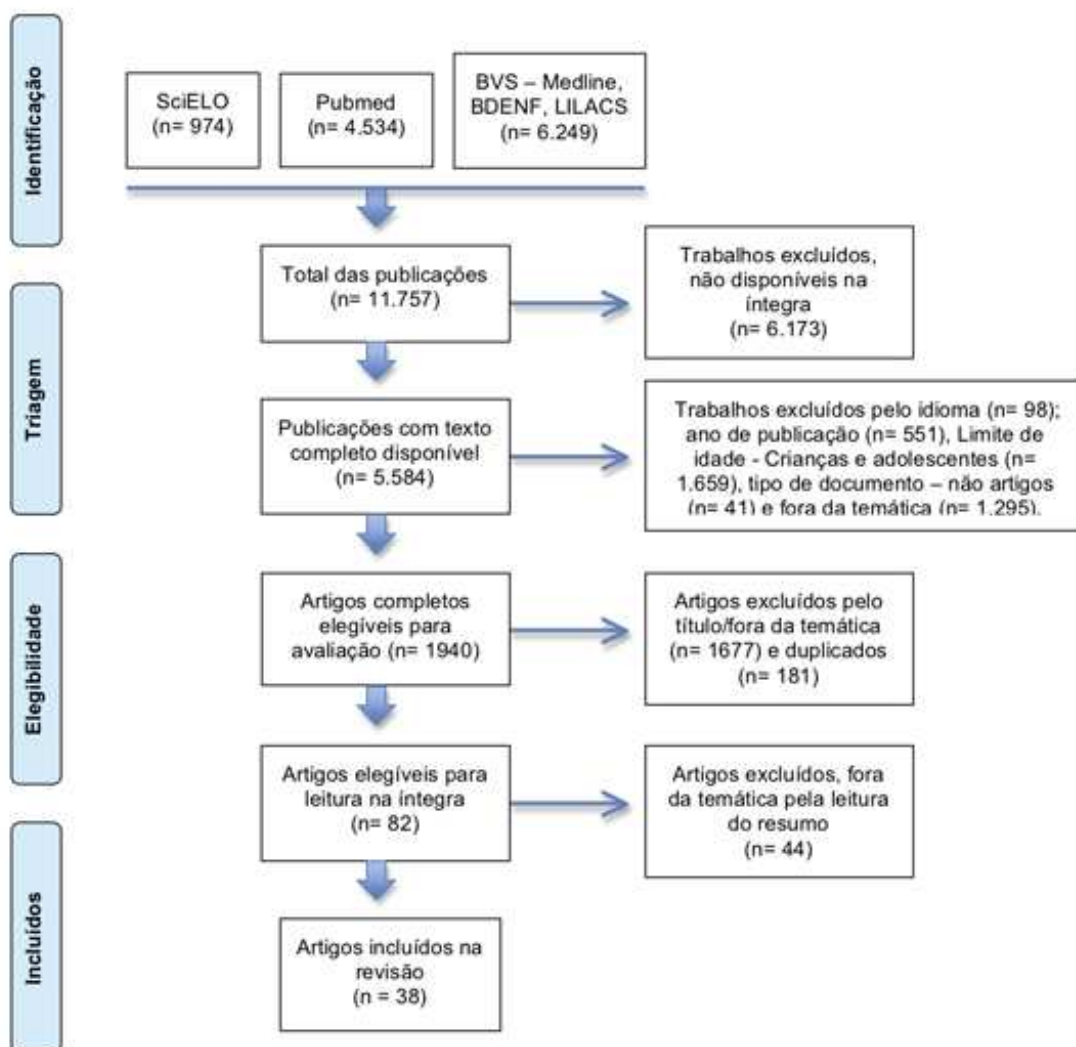 Identificação
SciELO
(n= 974)
Pubmed
(n= 4.534)
BVS – Medline,
BDENF, LILACS
(n= 6.249)
Total das publicações
(n= 11.757)
Trabalhos excluídos,
não disponíveis na
íntegra
(n= 6.173)
Triagem
Publicações com texto
completo disponível
(n= 5.584)
Trabalhos excluídos pelo idioma (n= 98);
ano de publicação (n= 551), Limite de
idade - Crianças e adolescentes (n=
1.659), tipo de documento – não artigos
(n= 41) e fora da temática (n= 1.295).
Elegibilidade
Artigos completos
elegíveis para
avaliação (n= 1940)
Artigos excluídos pelo
título/fora da temática
(n= 1677) e duplicados
(n= 181)
Artigos elegíveis para
leitura na íntegra
(n= 82)
Artigos excluídos, fora
da temática pela leitura
do resumo
(n= 44)
Incluídos
Artigos incluídos na
revisão
(n = 38)